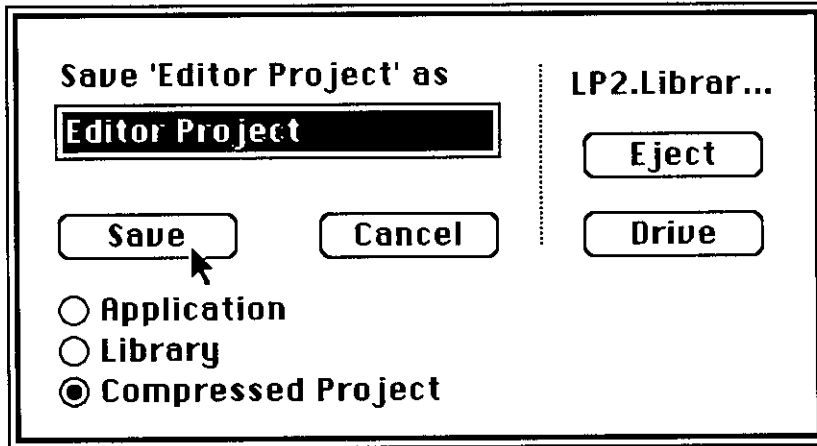 Save 'Editor Project' as
Editor Project
Save
Cancel
Application
Library
Compressed Project
LP2.Librar...
Eject
Drive